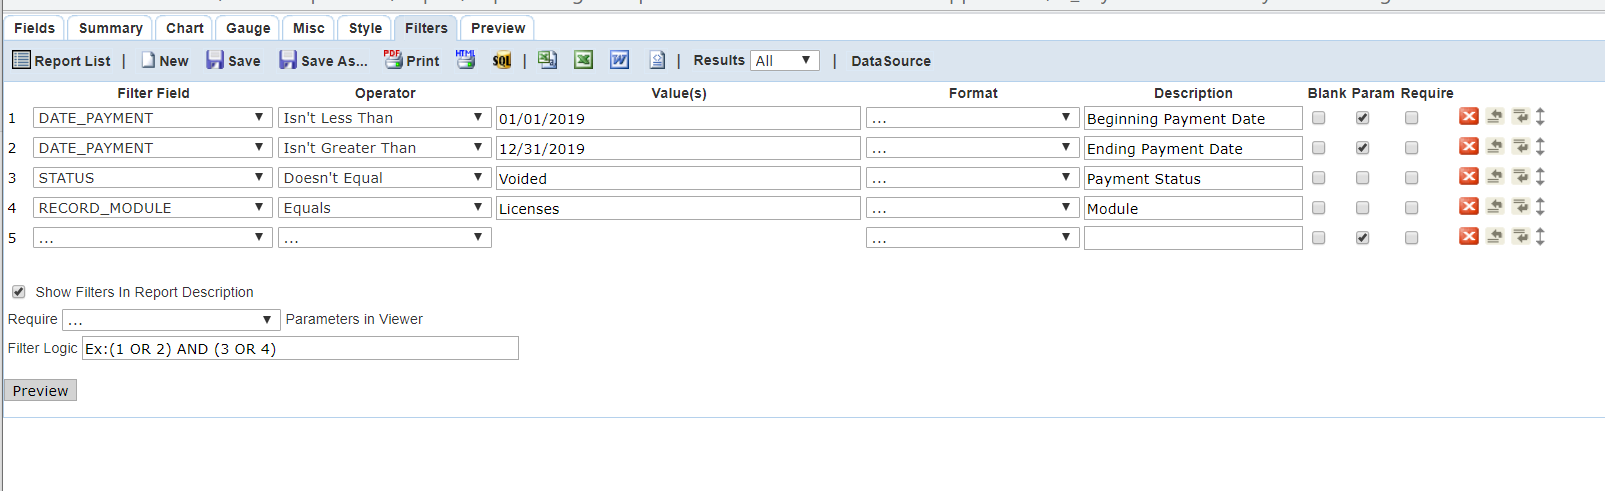 Fields Summary Chart Gauge Misc Style Filters Preview
Report List | New Save Save As... PDF Print HTML SQL | Results All | DataSource
Filter Field Operator Value(s) Format Description Blank Param Require
1 DATE_PAYMENT Isn't Less Than 01/01/2019 ... Beginning Payment Date
2 DATE_PAYMENT Isn't Greater Than 12/31/2019 ... Ending Payment Date
3 STATUS Doesn't Equal Voided ... Payment Status
4 RECORD_MODULE Equals Licenses ... Module
5 ... ... ...
Show Filters In Report Description
Require ... Parameters in Viewer
Filter Logic Ex:(1 OR 2) AND (3 OR 4)
Preview